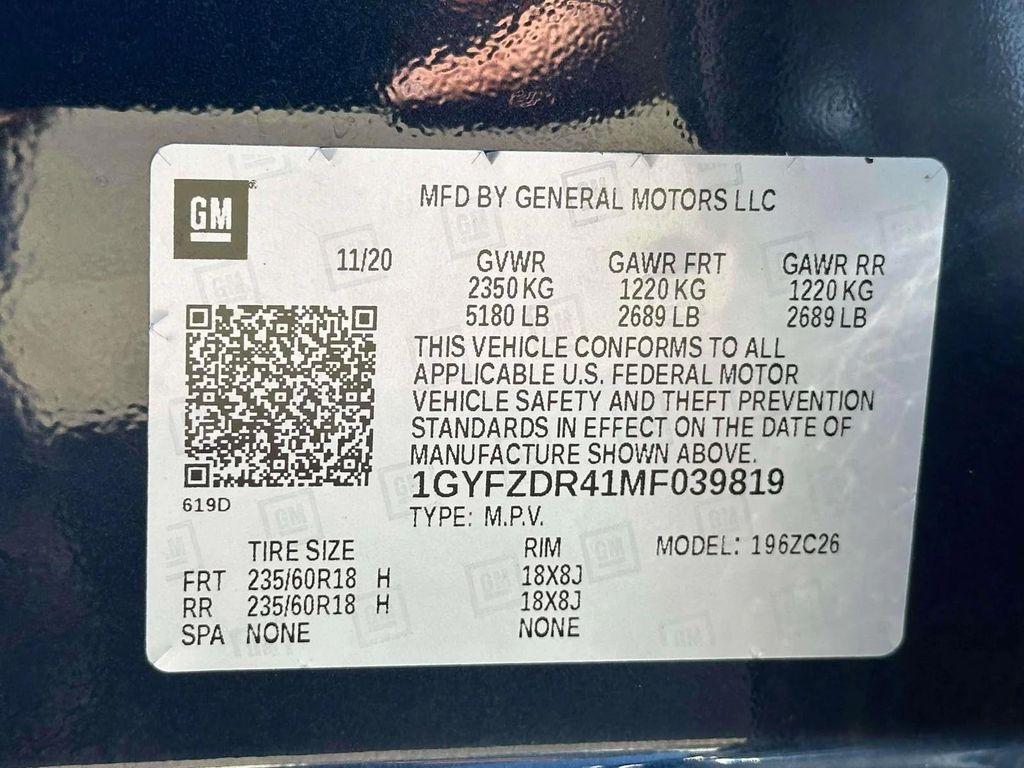 GM
MFD BY GENERAL MOTORS LLC
11/20 GVWR GAWR FRT GAWR RR
2350 KG 1220 KG 1220 KG
5180 LB 2689 LB 2689 LB
THIS VEHICLE CONFORMS TO ALL
APPLICABLE U.S. FEDERAL MOTOR
VEHICLE SAFETY AND THEFT PREVENTION
STANDARDS IN EFFECT ON THE DATE OF
MANUFACTURE SHOWN ABOVE.
1GYFZDR41MF039819
619D
TYPE: M.P.V.
TIRE SIZE RIM MODEL: 196ZC26
FRT 235/60R18 H 18X8J
RR 235/60R18 H 18X8J
SPA NONE NONE